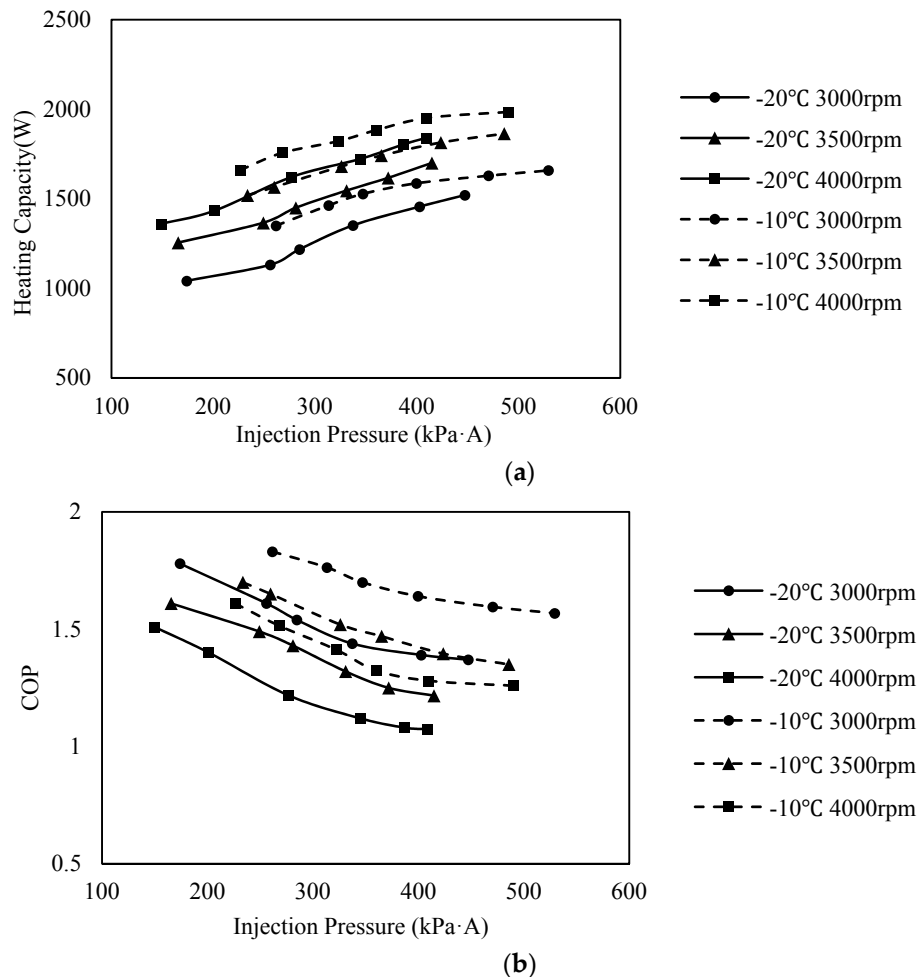 2500
2000
1500
1000
500
100 200 300 400 500 600
Heating Capacity(W)
Injection Pressure (kPa·A)
-20℃ 3000rpm
-20℃ 3500rpm
-20℃ 4000rpm
-10℃ 3000rpm
-10℃ 3500rpm
-10℃ 4000rpm
(a)
2
1.5
1
0.5
100 200 300 400 500 600
COP
Injection Pressure (kPa·A)
-20℃ 3000rpm
-20℃ 3500rpm
-20℃ 4000rpm
-10℃ 3000rpm
-10℃ 3500rpm
-10℃ 4000rpm
(b)